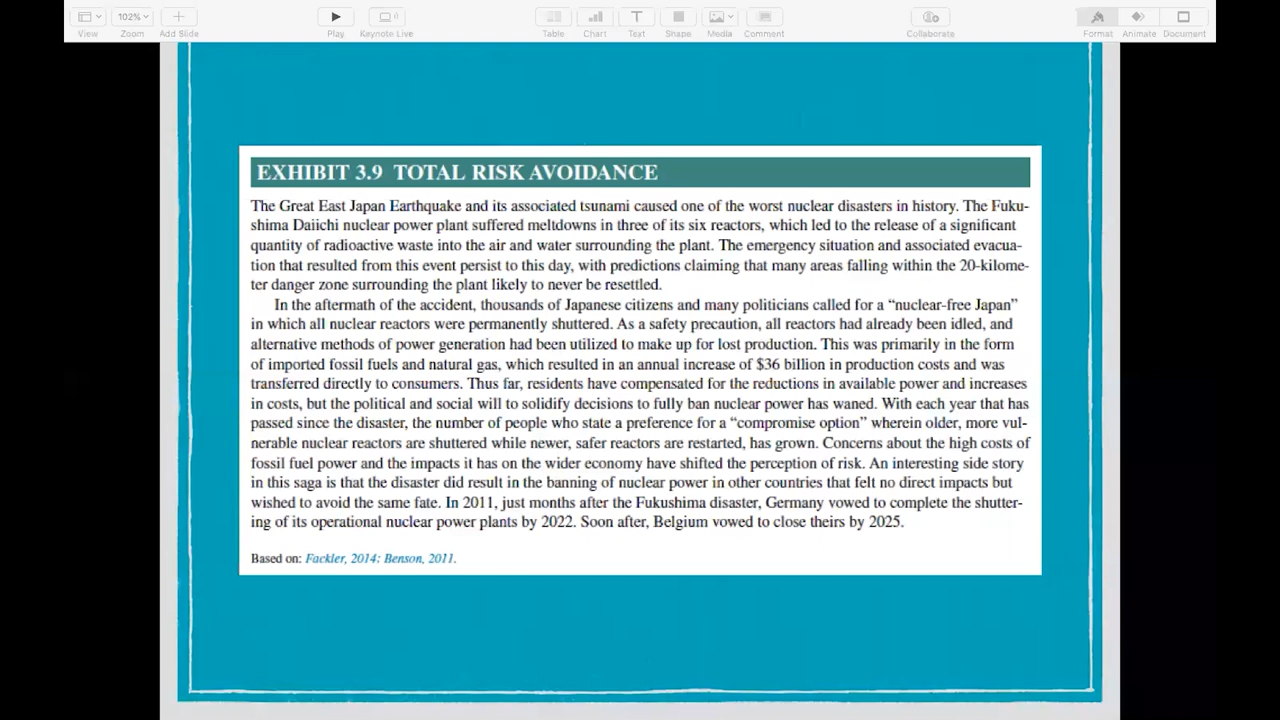 View
102%
Zoom
Add Slide
Play
Keynote Live
Table
Chart
Text
Shape
Media
Comment
Collaborate
Format
Animate
Document
EXHIBIT 3.9 TOTAL RISK AVOIDANCE
The Great East Japan Earthquake and its associated tsunami caused one of the worst nuclear disasters in history. The Fuku-
shima Daiichi nuclear power plant suffered meltdowns in three of its six reactors, which led to the release of a significant
quantity of radioactive waste into the air and water surrounding the plant. The emergency situation and associated evacua-
tion that resulted from this event persist to this day, with predictions claiming that many areas falling within the 20-kilome-
ter danger zone surrounding the plant likely to never be resettled.
In the aftermath of the accident, thousands of Japanese citizens and many politicians called for a “nuclear-free Japan”
in which all nuclear reactors were permanently shuttered. As a safety precaution, all reactors had already been idled, and
alternative methods of power generation had been utilized to make up for lost production. This was primarily in the form
of imported fossil fuels and natural gas, which resulted in an annual increase of $36 billion in production costs and was
transferred directly to consumers. Thus far, residents have compensated for the reductions in available power and increases
in costs, but the political and social will to solidify decisions to fully ban nuclear power has waned. With each year that has
passed since the disaster, the number of people who state a preference for a “compromise option” wherein older, more vul-
nerable nuclear reactors are shuttered while newer, safer reactors are restarted, has grown. Concerns about the high costs of
fossil fuel power and the impacts it has on the wider economy have shifted the perception of risk. An interesting side story
in this saga is that the disaster did result in the banning of nuclear power in other countries that felt no direct impacts but
wished to avoid the same fate. In 2011, just months after the Fukushima disaster, Germany vowed to complete the shutter-
ing of its operational nuclear power plants by 2022. Soon after, Belgium vowed to close theirs by 2025.
Based on: Fackler, 2014: Benson, 2011.